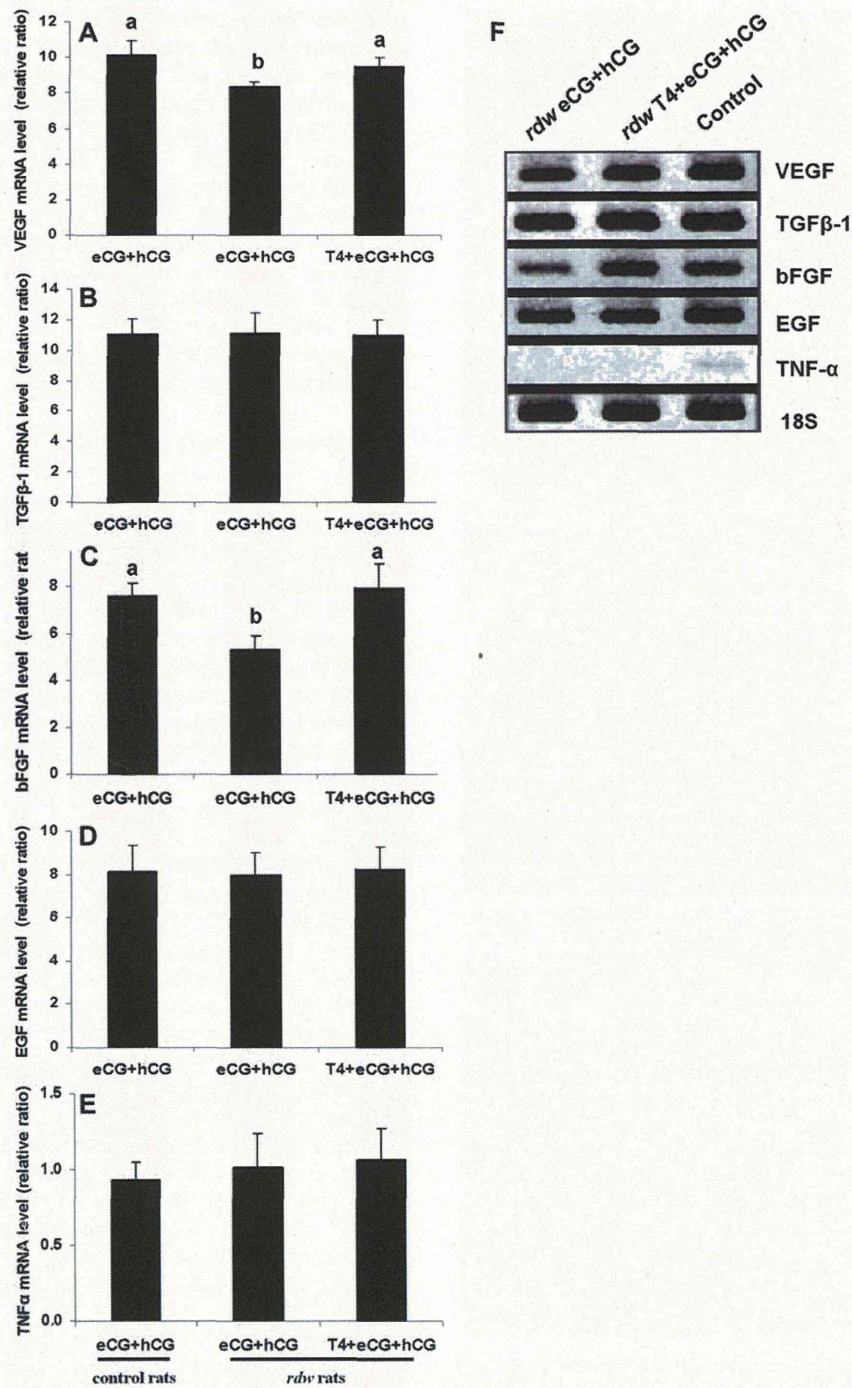 A
VEGF mRNA level (relative ratio)
12
10
8
6
4
2
0
a
b
a
eCG+hCG
eCG+hCG
T4+eCG+hCG
B
TGFβ-1 mRNA level (relative ratio)
14
12
10
8
6
4
2
0
eCG+hCG
eCG+hCG
T4+eCG+hCG
C
bFGF mRNA level (relative rat
8
6
4
2
0
a
b
a
eCG+hCG
eCG+hCG
T4+eCG+hCG
D
EGF mRNA level (relative ratio)
10
8
6
4
2
0
eCG+hCG
eCG+hCG
T4+eCG+hCG
E
TNFα mRNA level (relative ratio)
1.5
1.0
0.5
0.0
eCG+hCG
eCG+hCG
T4+eCG+hCG
control rats
rdw rats
F
rdw eCG+hCG
rdw T4+eCG+hCG
Control
VEGF
TGFβ-1
bFGF
EGF
TNF-α
18S